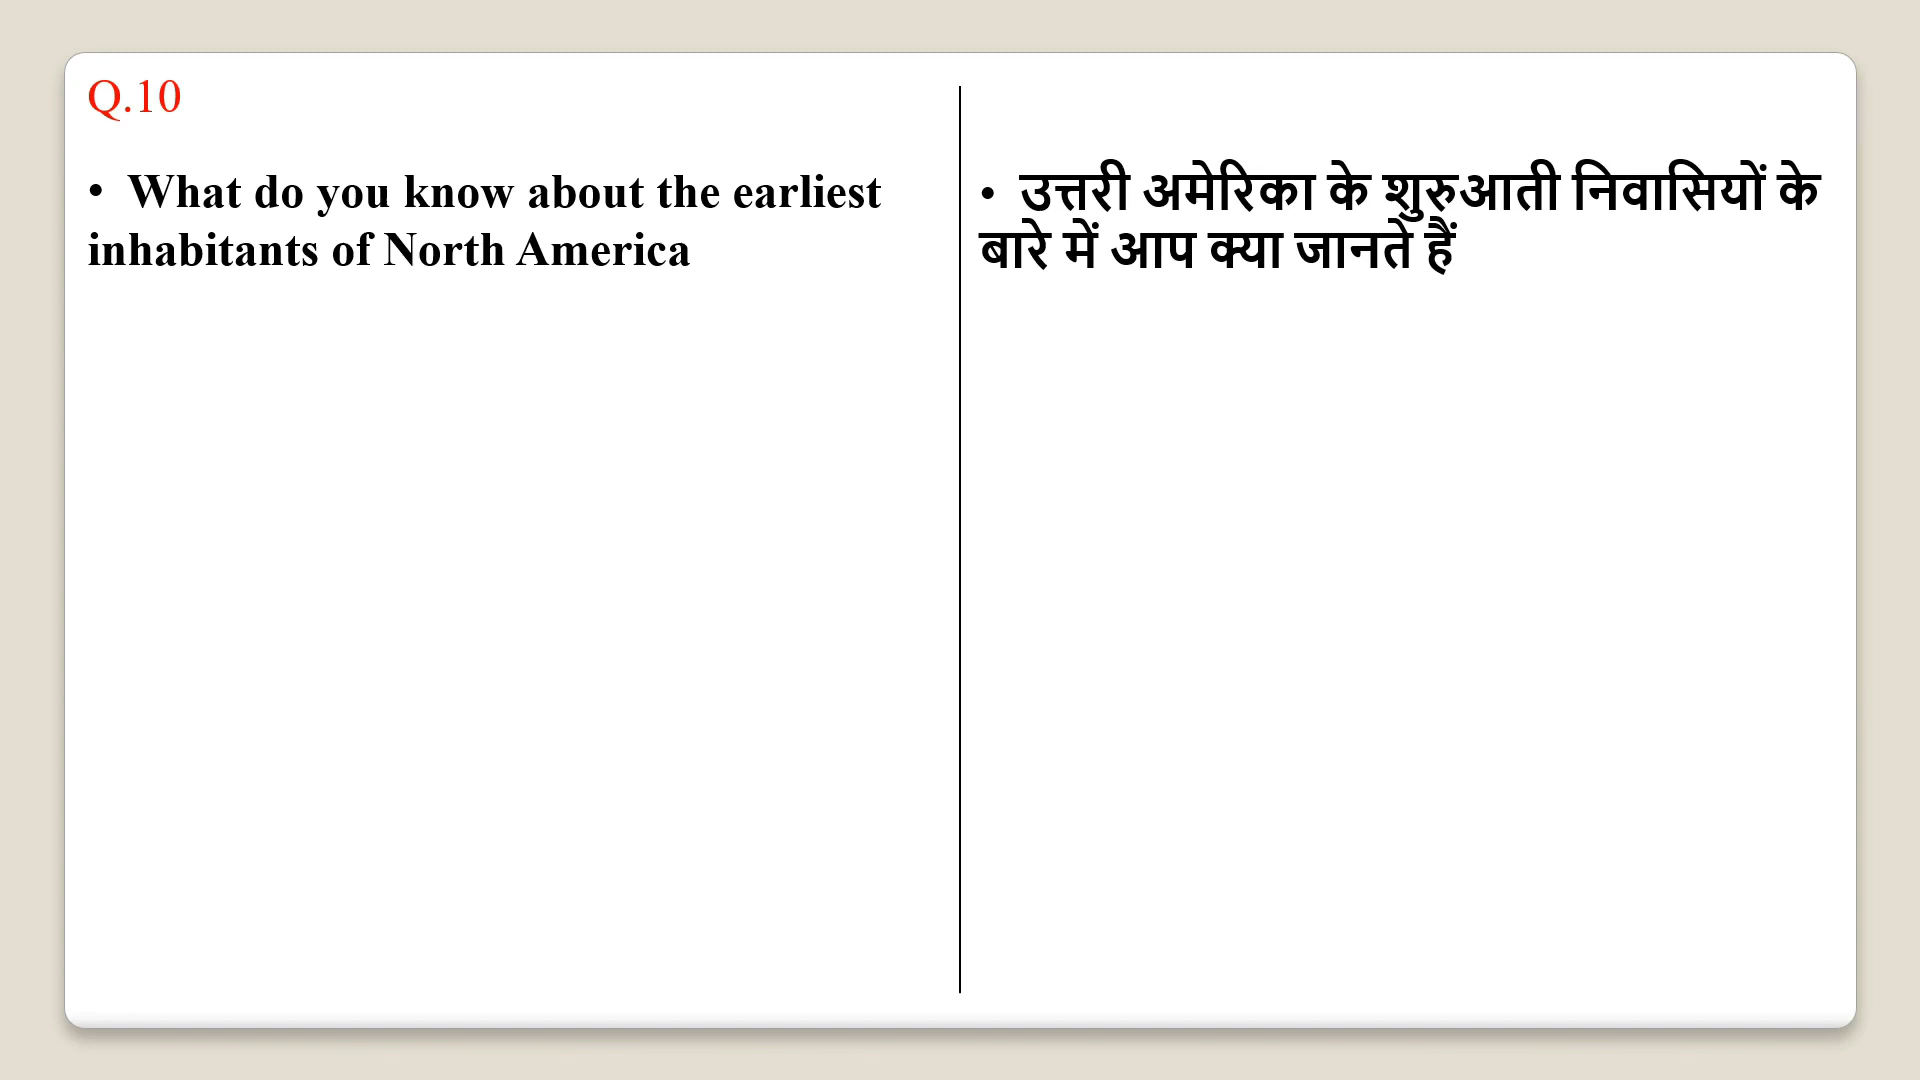 Q.10
• What do you know about the earliest
inhabitants of North America
• उत्तरी अमेरिका के शुरुआती निवासियों के
बारे में आप क्या जानते हैं